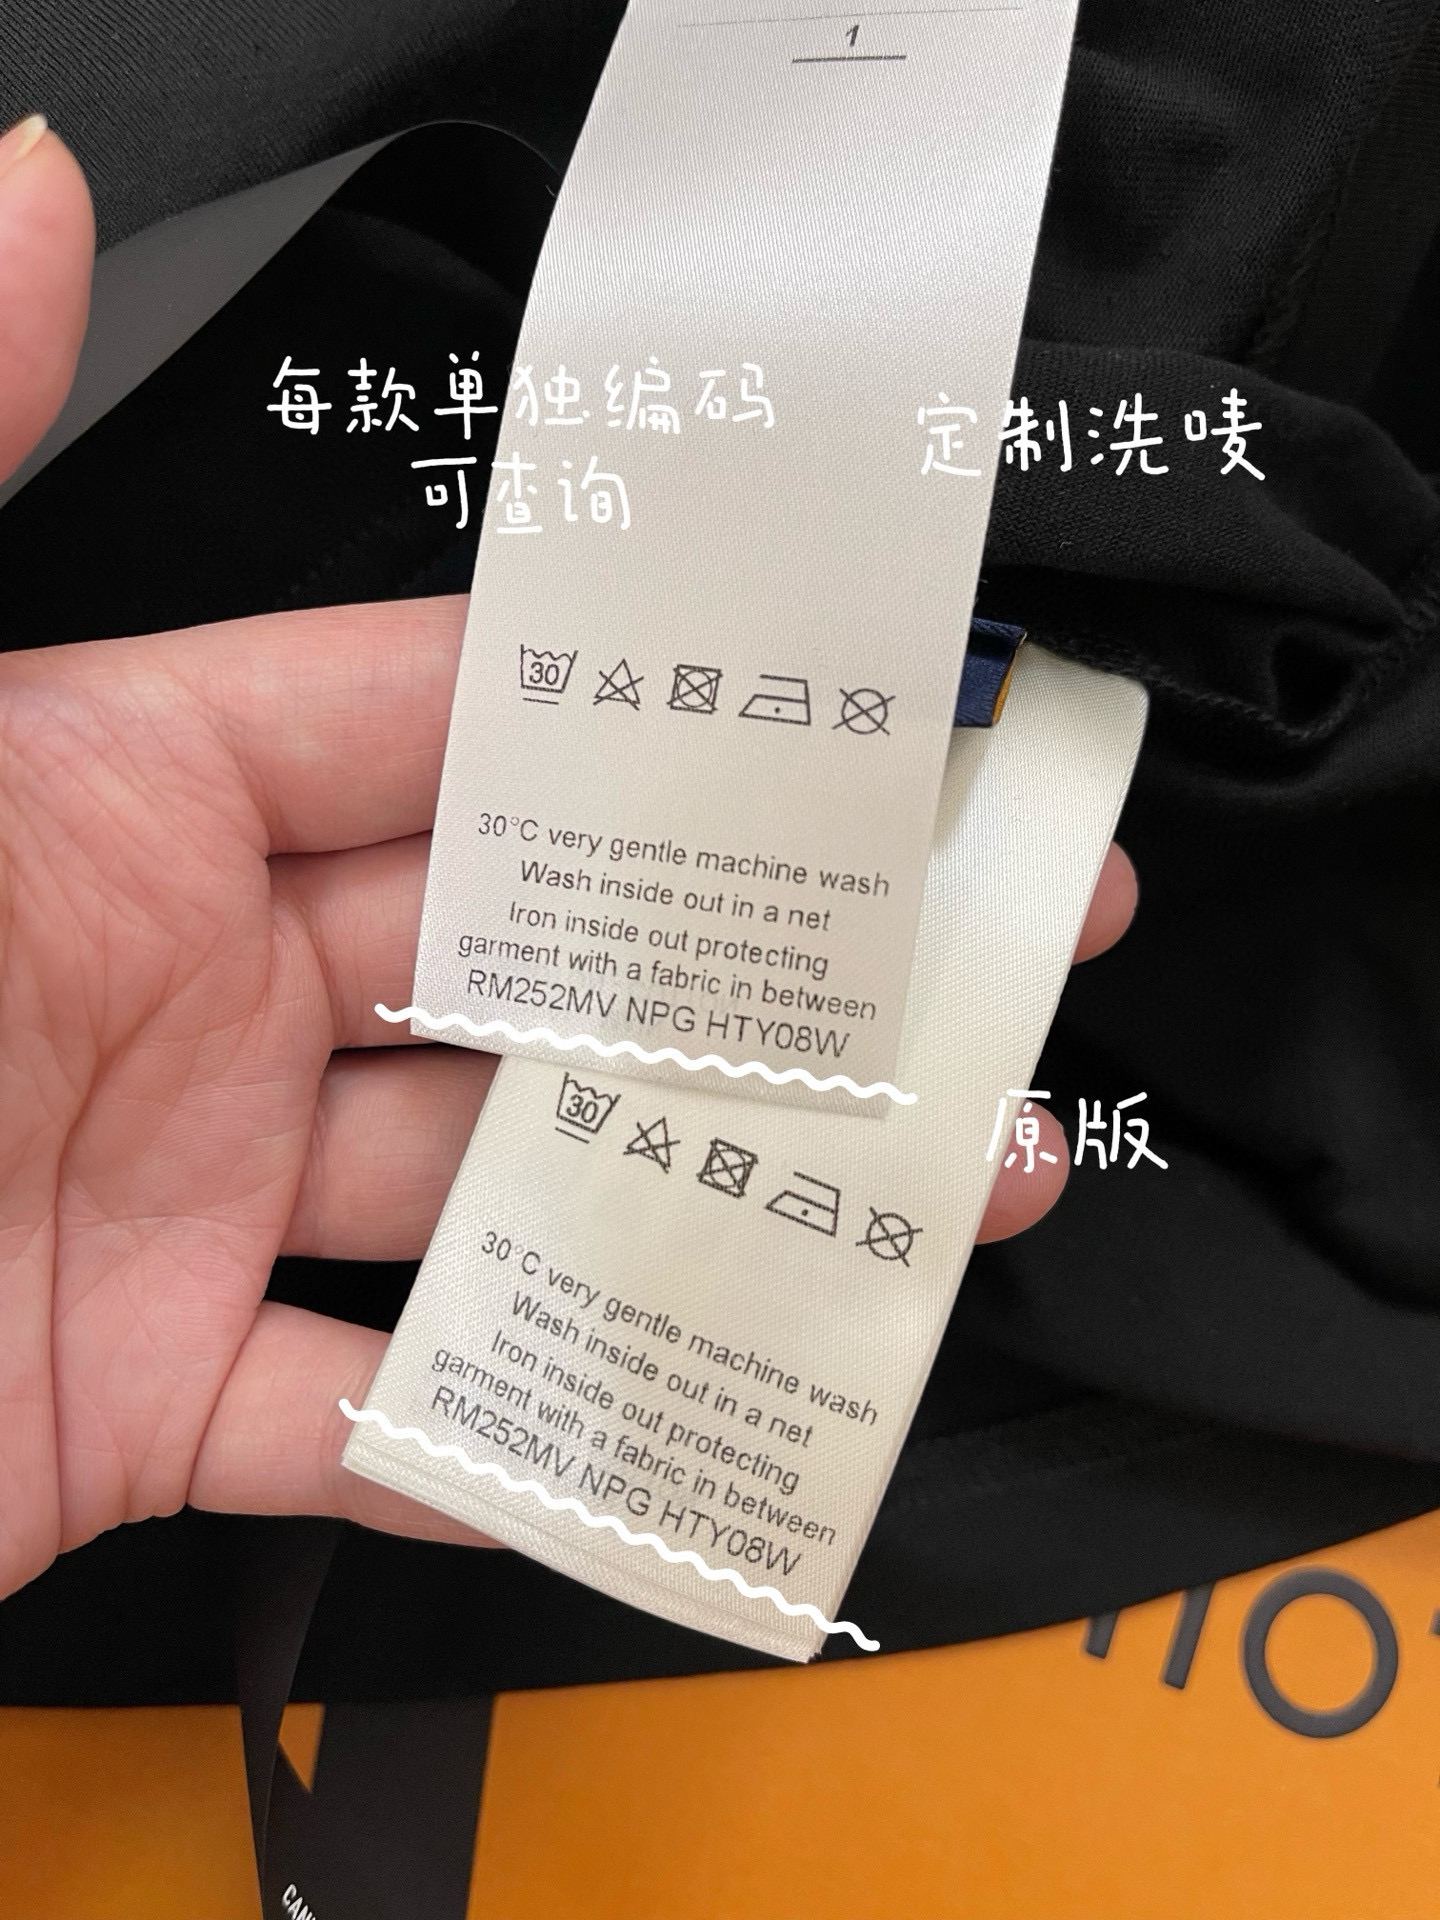 1
每款单独编码
可查询
定制洗唛
30
30°C very gentle machine wash
Wash inside out in a net
Iron inside out protecting
garment with a fabric in between
RM252MV NPG HTY08W
原版
30
30°C very gentle machine wash
Wash inside out in a net
Iron inside out protecting
garment with a fabric in between
RM252MV NPG HTY08W